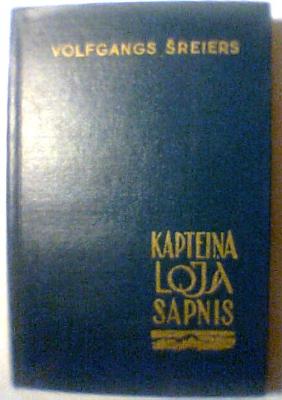 VOLFGANGS ŠREIERS
KAPTEIŅA
LOJA
SAPNIS